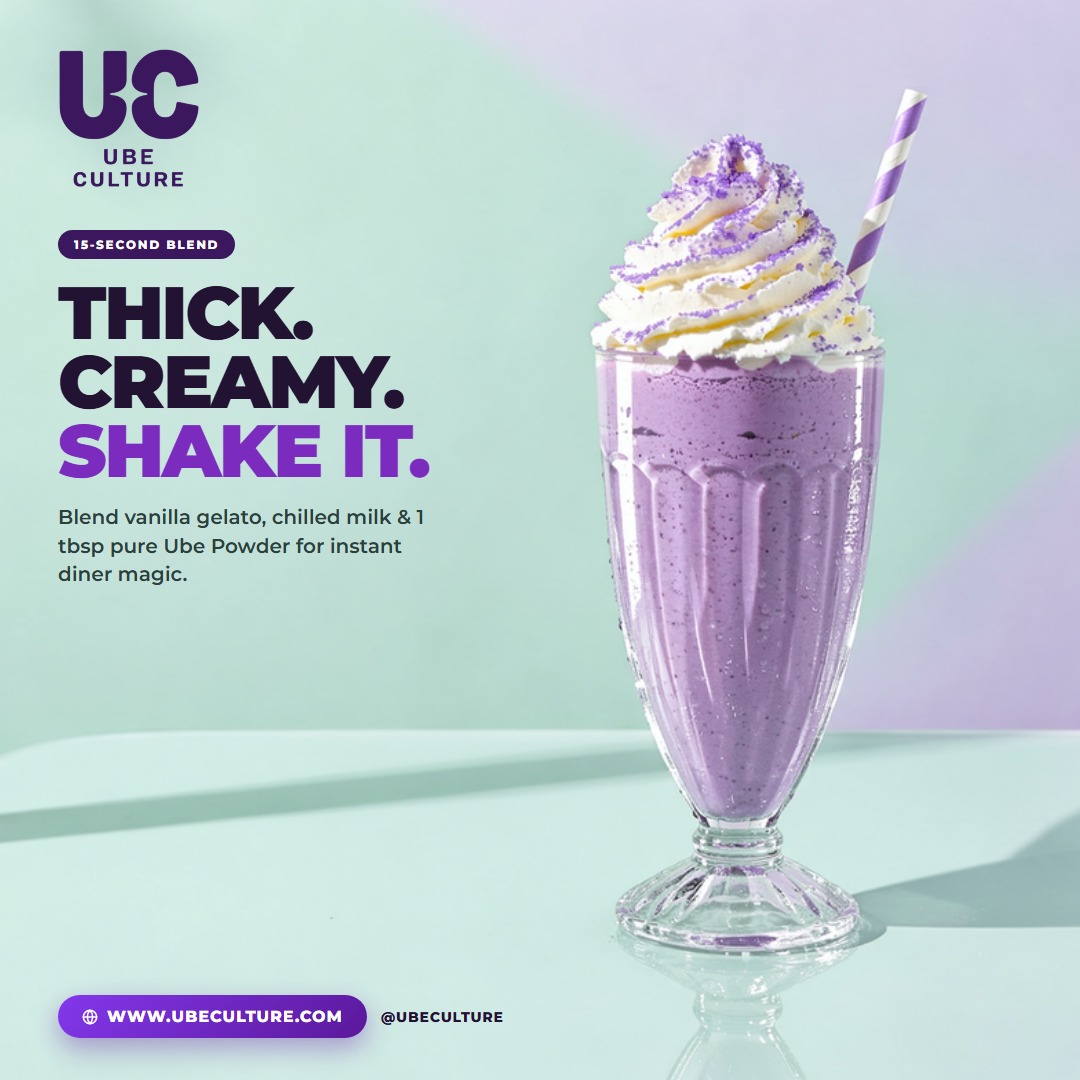 UC
UBE
CULTURE
15-SECOND BLEND
THICK.
CREAMY.
SHAKE IT.
Blend vanilla gelato, chilled milk & 1
tbsp pure Ube Powder for instant
diner magic.
WWW.UBECULTURE.COM
@UBECULTURE